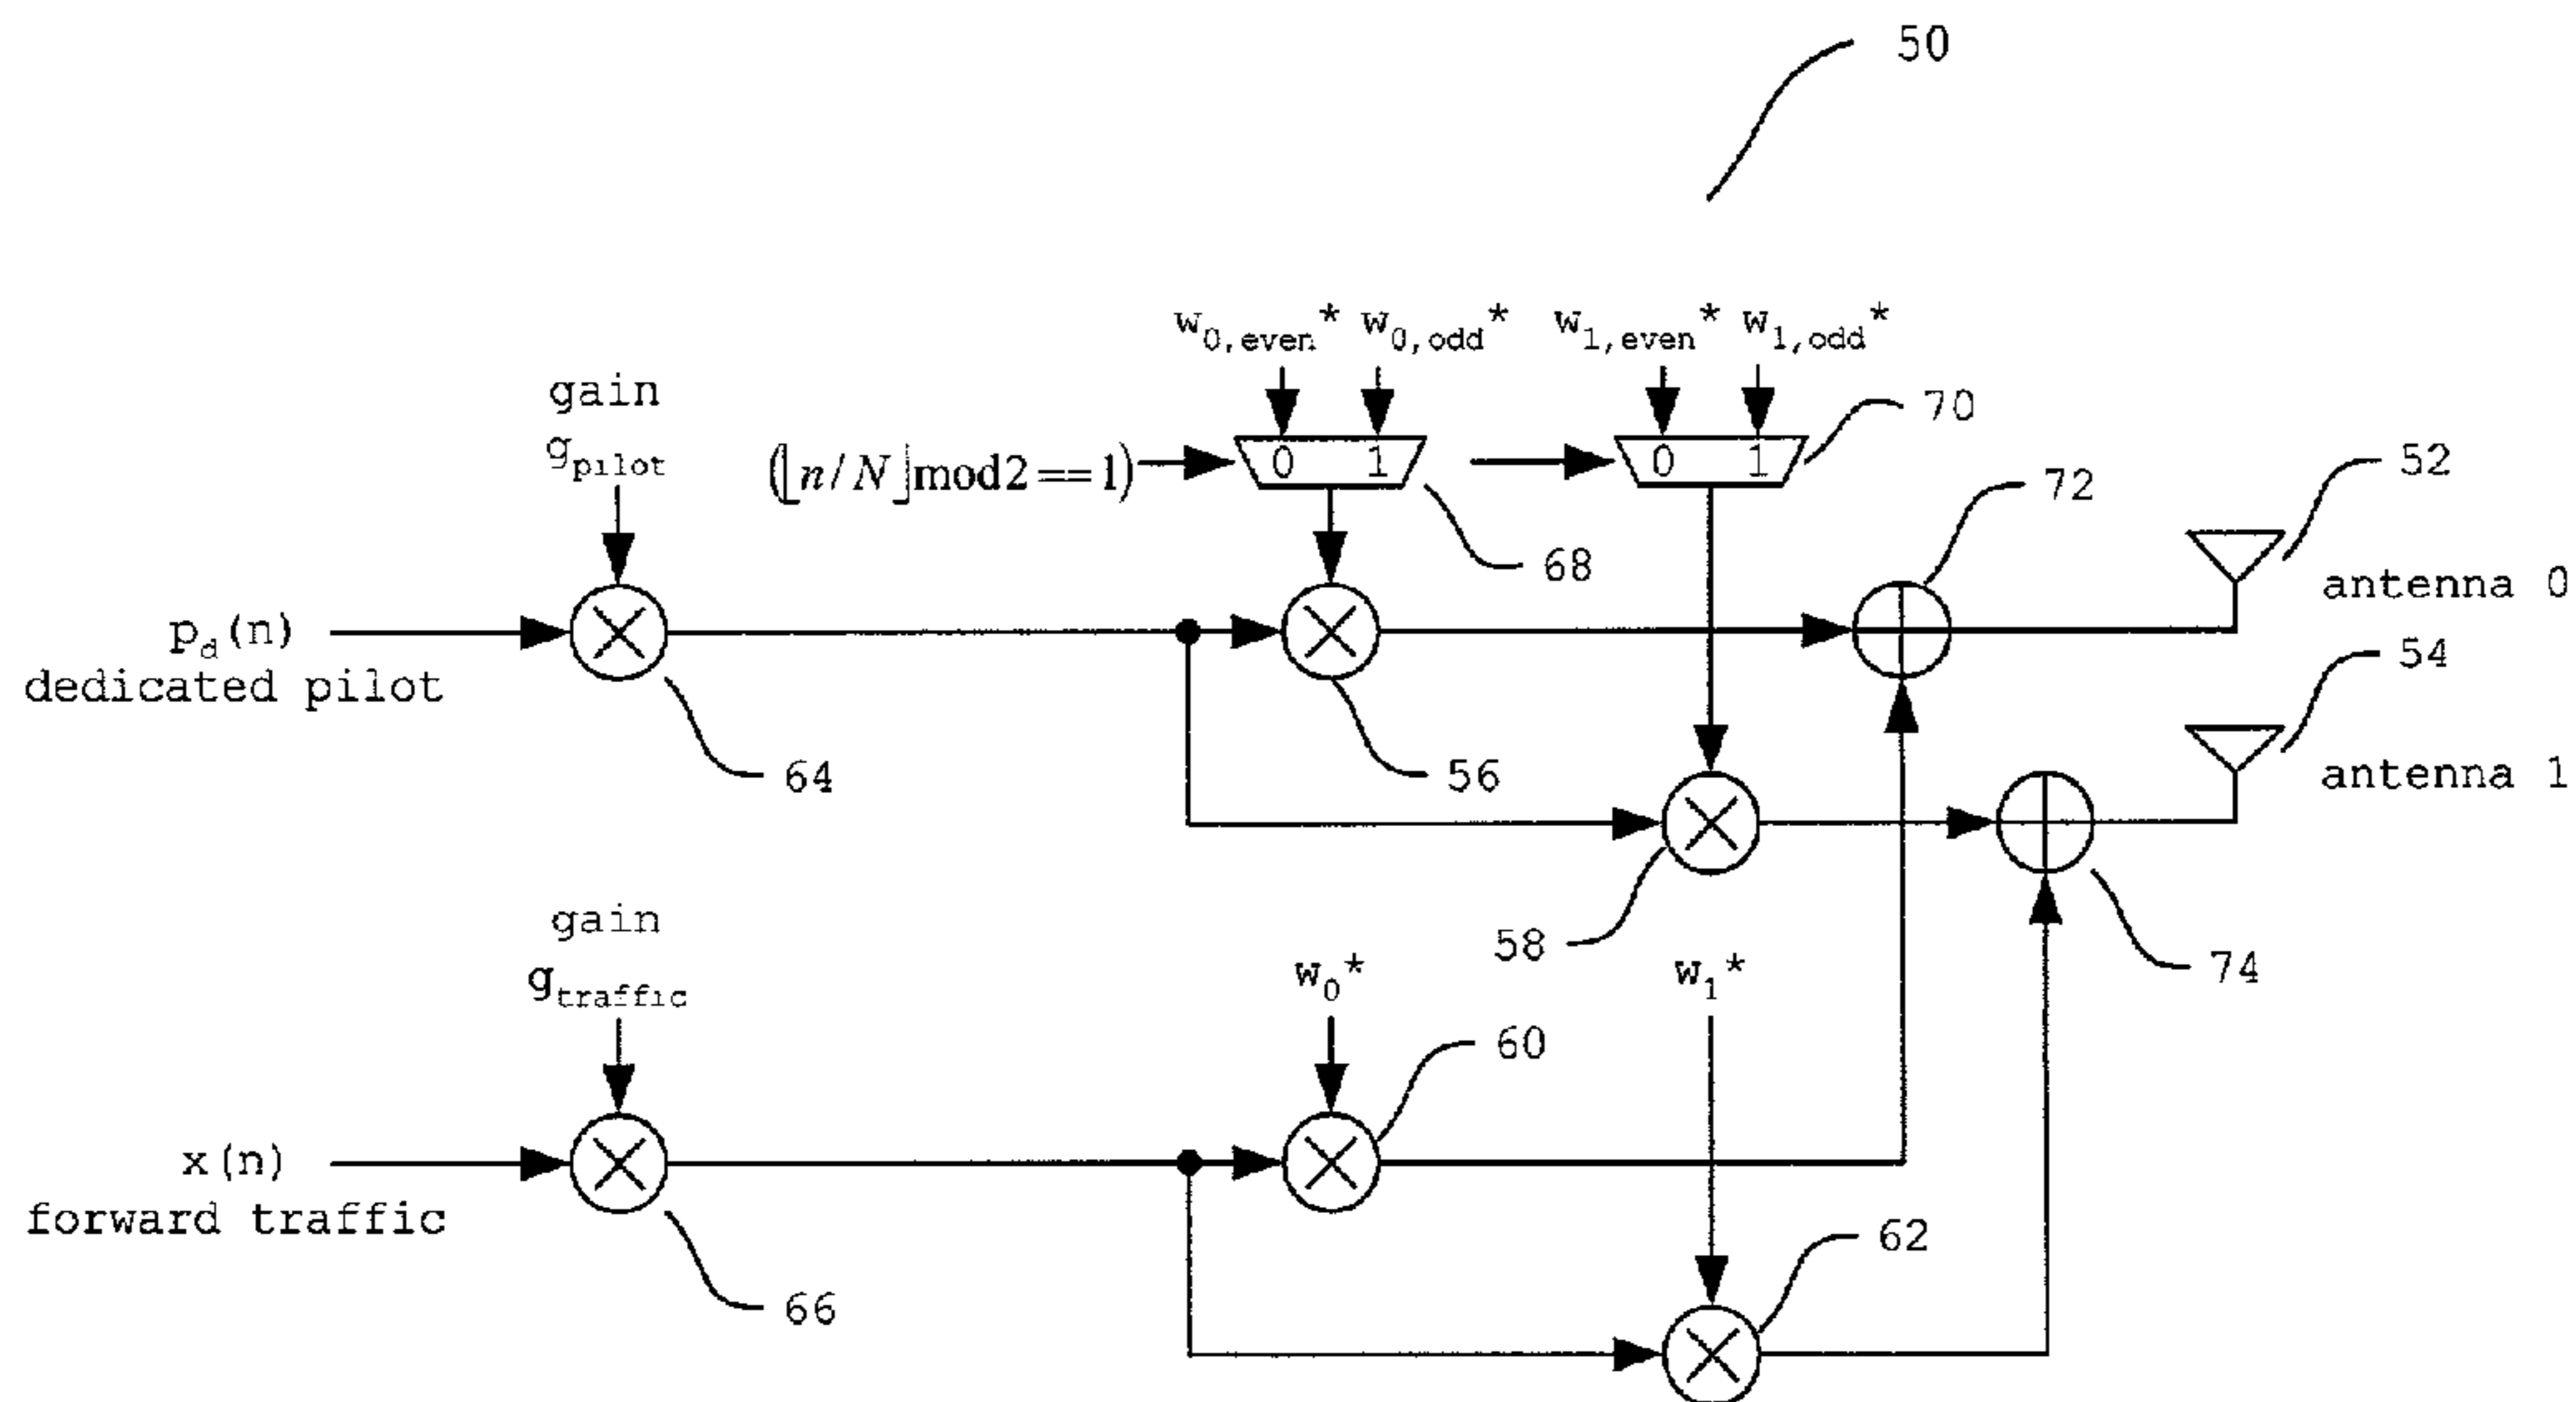 50
w0,even* w0,odd* w1,even* w1,odd*
gain
gpilot
(⌊n/N⌋mod2==1)
0 1
0 1
70
68
72
52
antenna 0
pd(n)
dedicated pilot
64
56
54
antenna 1
58
74
gain
gtraffic
w0*
w1*
60
x(n)
forward traffic
66
62